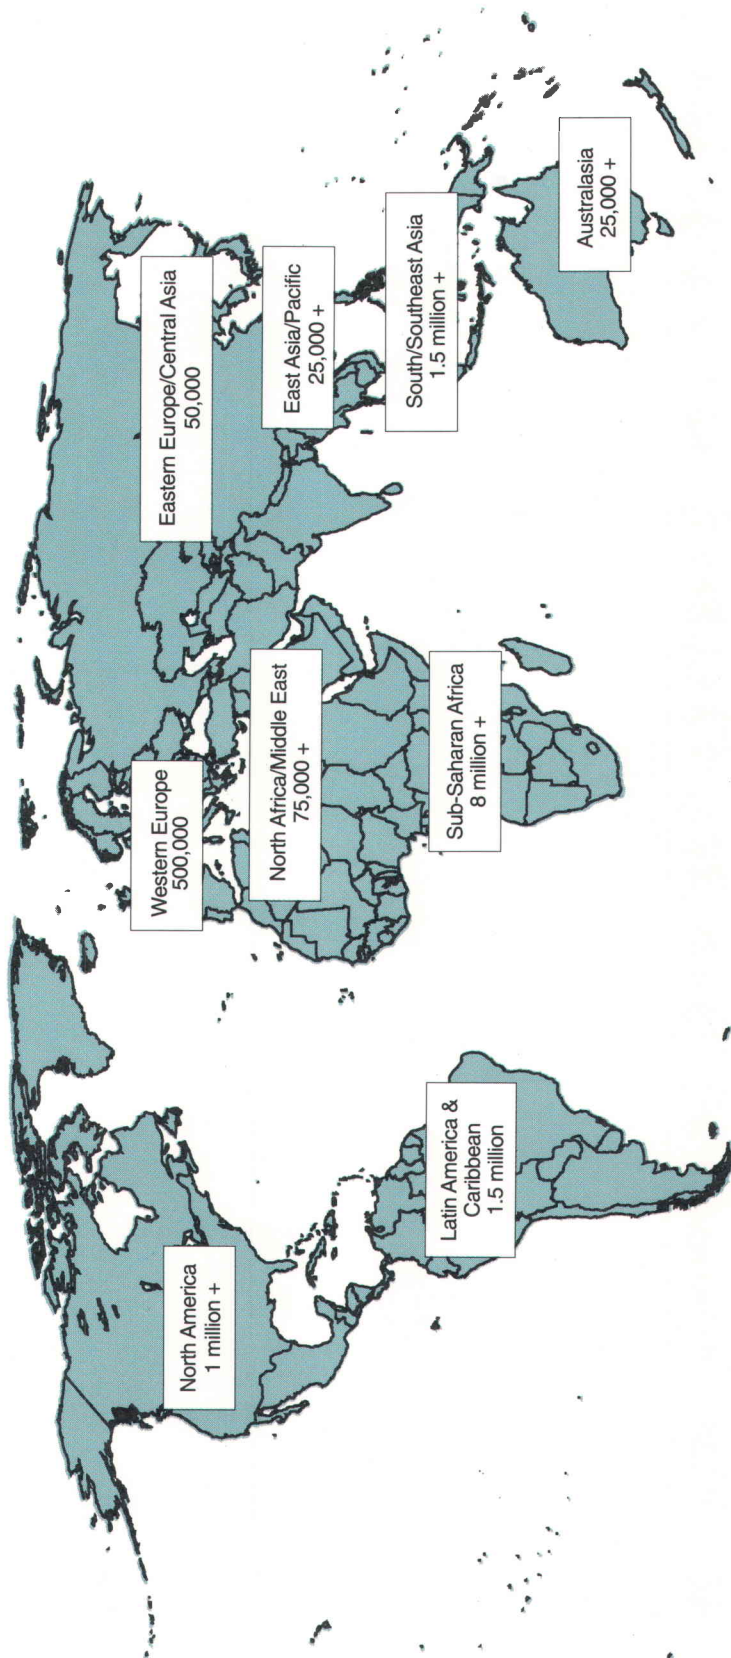 North America
1 million +
Latin America &
Caribbean
1.5 million
Western Europe
500,000
North Africa/Middle East
75,000 +
Sub-Saharan Africa
8 million +
Eastern Europe/Central Asia
50,000
East Asia/Pacific
25,000 +
South/Southeast Asia
1.5 million +
Australasia
25,000 +